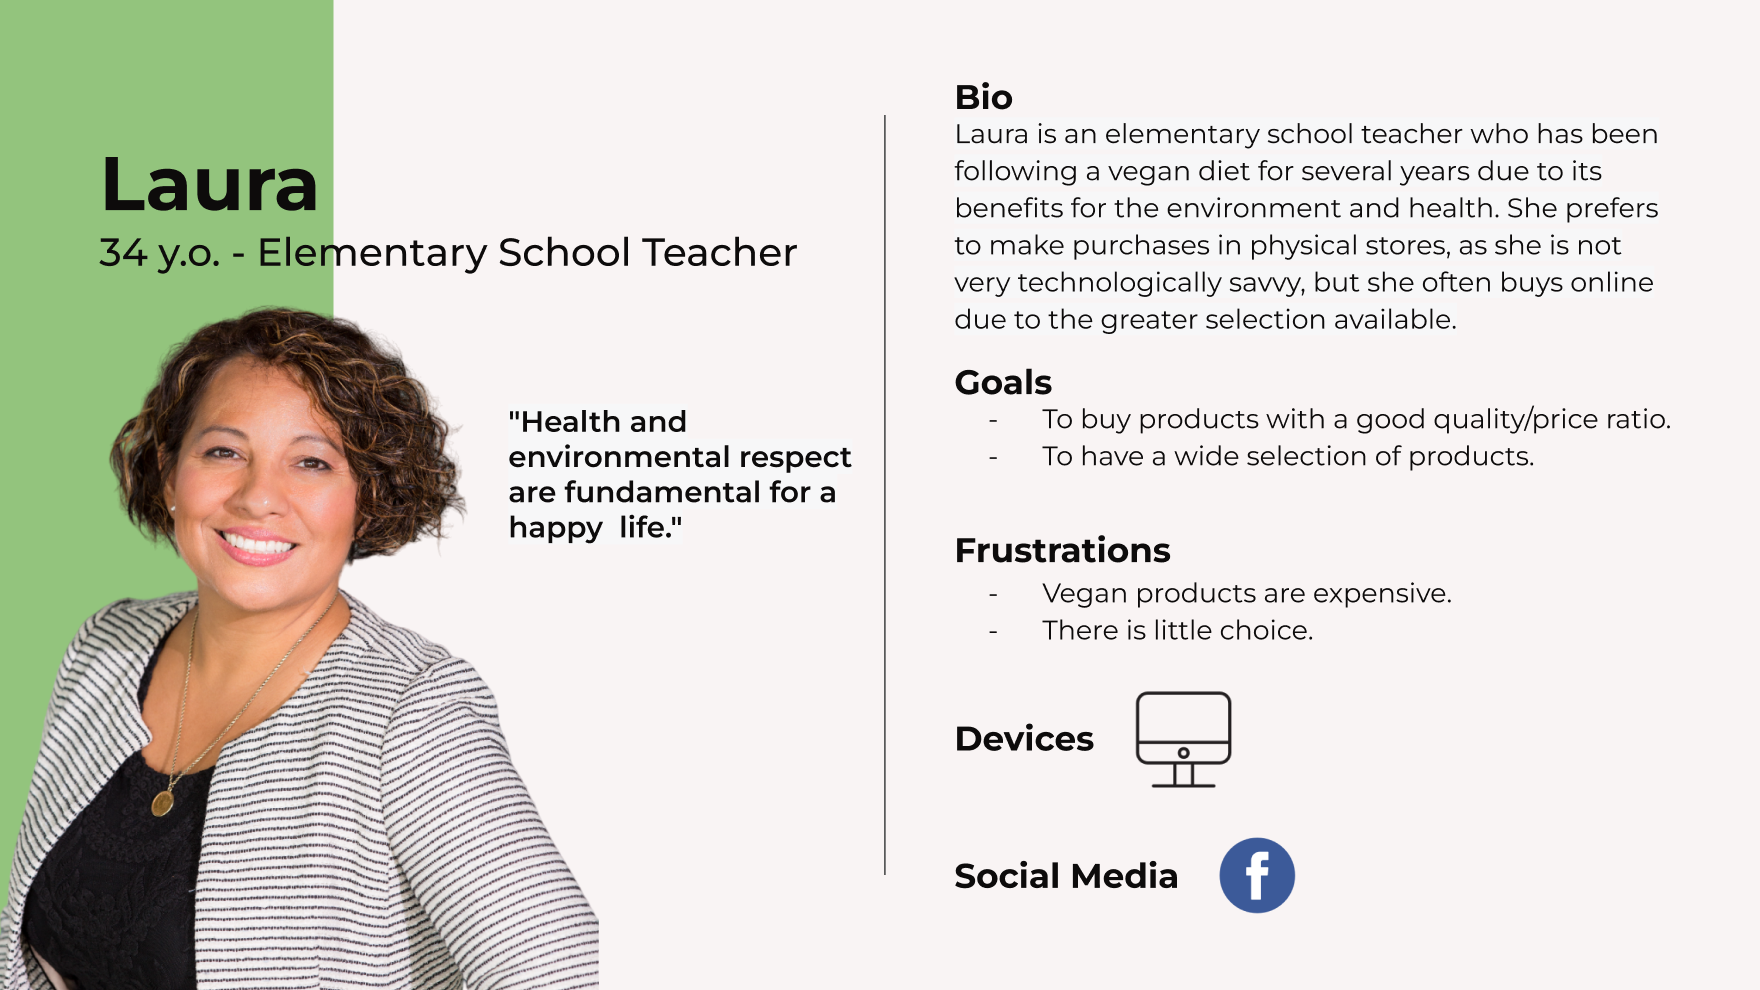 Laura
34 y.o. - Elementary School Teacher
"Health and
environmental respect
are fundamental for a
happy  life."
Bio
Laura is an elementary school teacher who has been
following a vegan diet for several years due to its
benefits for the environment and health. She prefers
to make purchases in physical stores, as she is not
very technologically savvy, but she often buys online
due to the greater selection available.
Goals
- To buy products with a good quality/price ratio.
- To have a wide selection of products.
Frustrations
- Vegan products are expensive.
- There is little choice.
Devices
Social Media
f